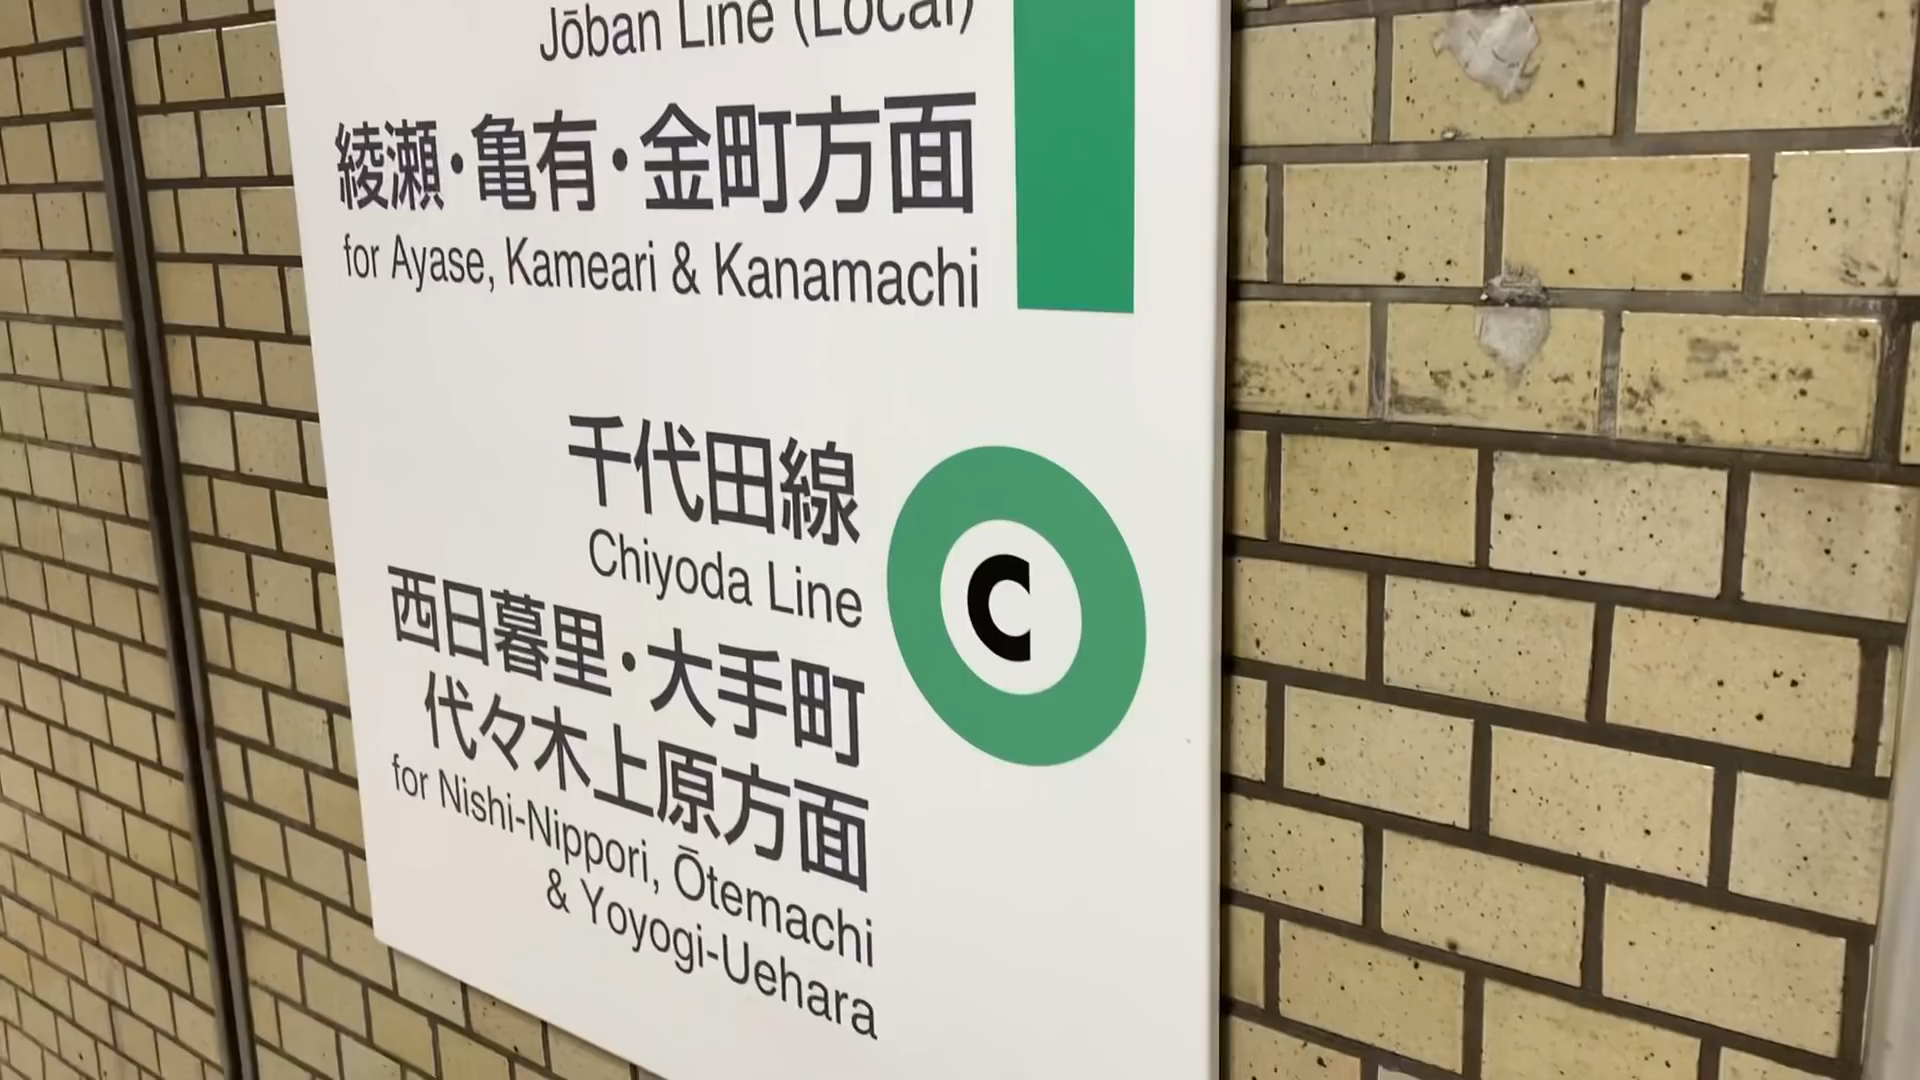 Jōban Line (Local)
綾瀬・亀有・金町方面
for Ayase, Kameari & Kanamachi
千代田線
Chiyoda Line
C
西日暮里・大手町
代々木上原方面
for Nishi-Nippori, Ōtemachi
& Yoyogi-Uehara